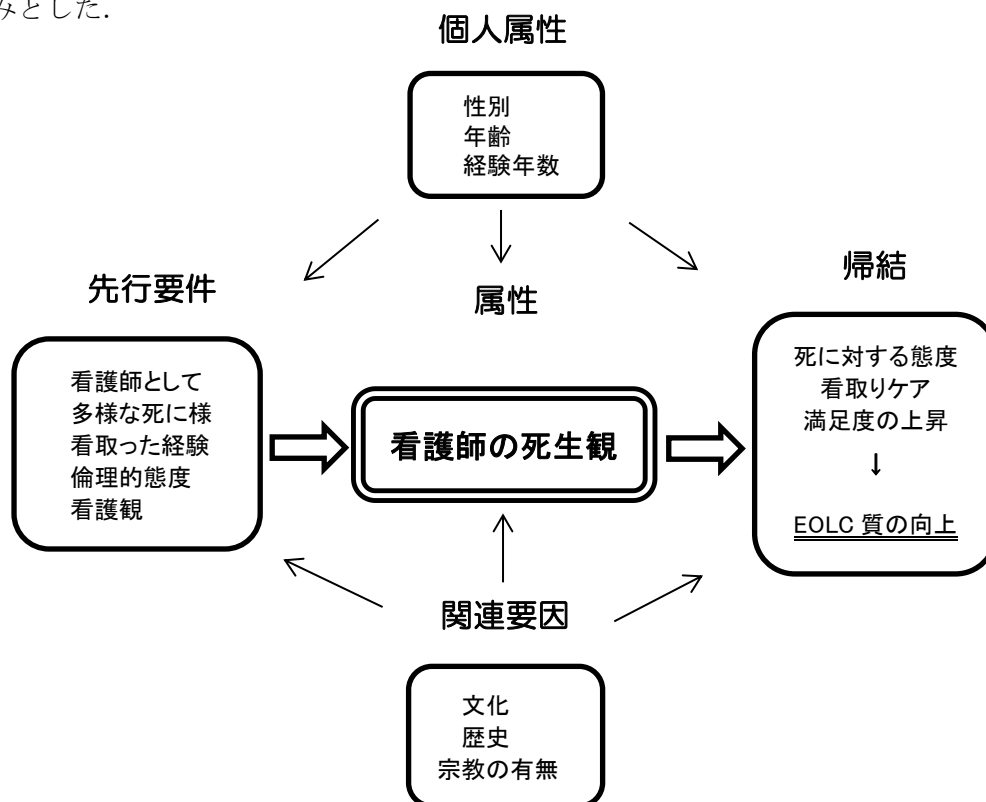 みとした.
個人属性
性別
年齢
経験年数
先行要件
看護師として
多様な死に様
看取った経験
倫理的態度
看護観
属性
看護師の死生観
帰結
死に対する態度
看取りケア
満足度の上昇
↓
EOLC 質の向上
関連要因
文化
歴史
宗教の有無